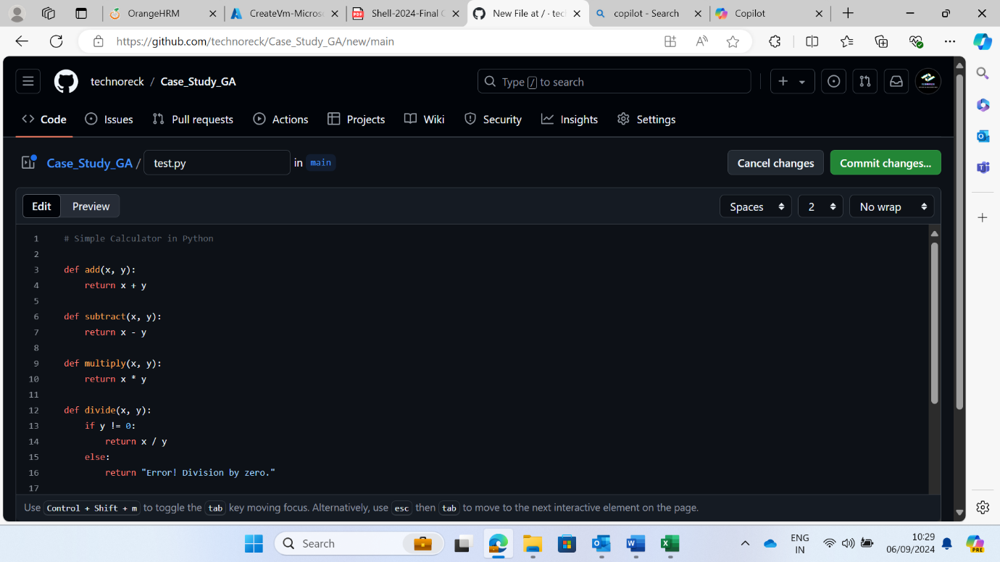 OrangeHRM
CreateVm-Micros
Shell-2024-Final
New File at / · tec
copilot - Search
Copilot
https://github.com/technoreck/Case_Study_GA/new/main
technoreck / Case_Study_GA
Type / to search
Code
Issues
Pull requests
Actions
Projects
Wiki
Security
Insights
Settings
Case_Study_GA / test.py in main
Cancel changes
Commit changes...
Edit
Preview
Spaces
2
No wrap
1 # Simple Calculator in Python
2
3 def add(x, y):
4     return x + y
5
6 def subtract(x, y):
7     return x - y
8
9 def multiply(x, y):
10     return x * y
11
12 def divide(x, y):
13     if y != 0:
14         return x / y
15     else:
16         return "Error! Division by zero."
17
Use Control + Shift + m to toggle the tab key moving focus. Alternatively, use esc then tab to move to the next interactive element on the page.
Search
ENG
IN
10:29
06/09/2024
PRE